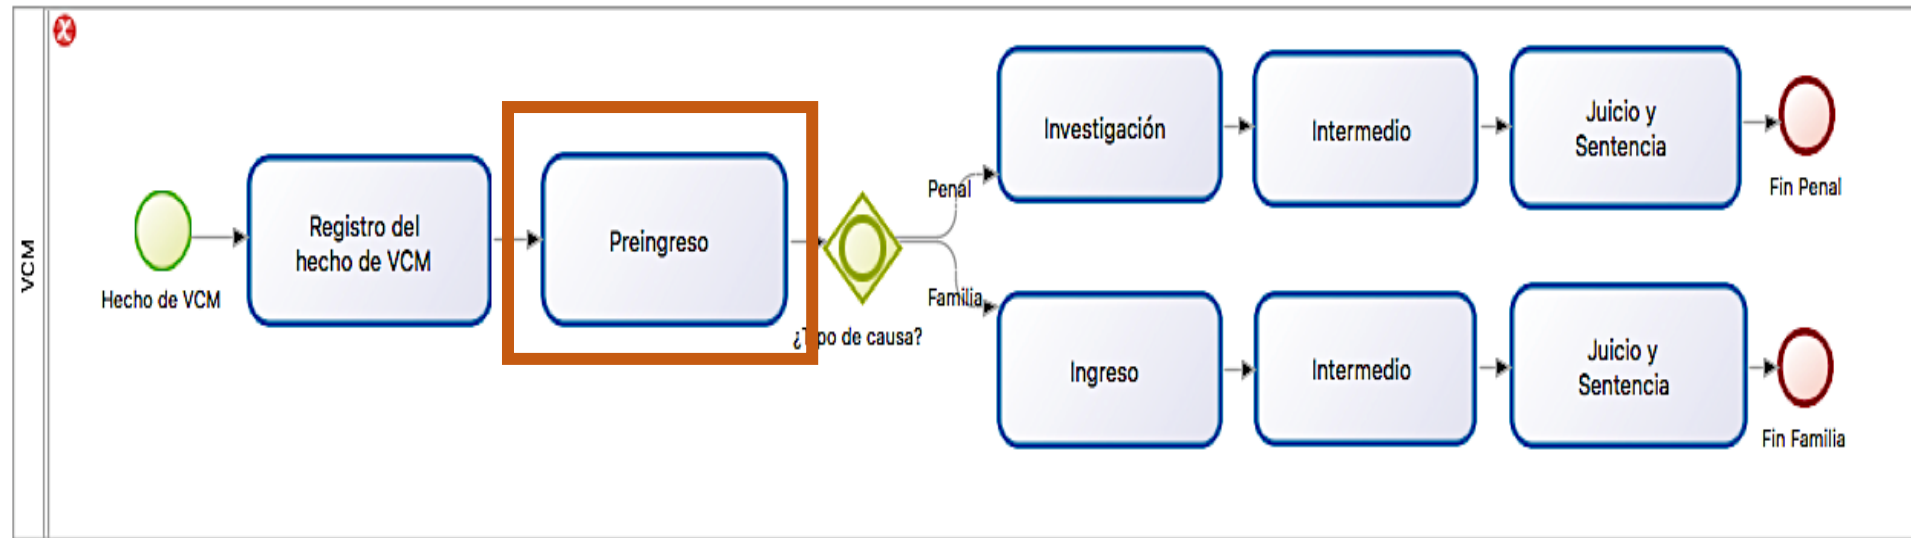 VCM
Hecho de VCM
Registro del
hecho de VCM
Preingreso
¿Tipo de causa?
Penal
Investigación
Intermedio
Juicio y
Sentencia
Fin Penal
Familia
Ingreso
Intermedio
Juicio y
Sentencia
Fin Familia